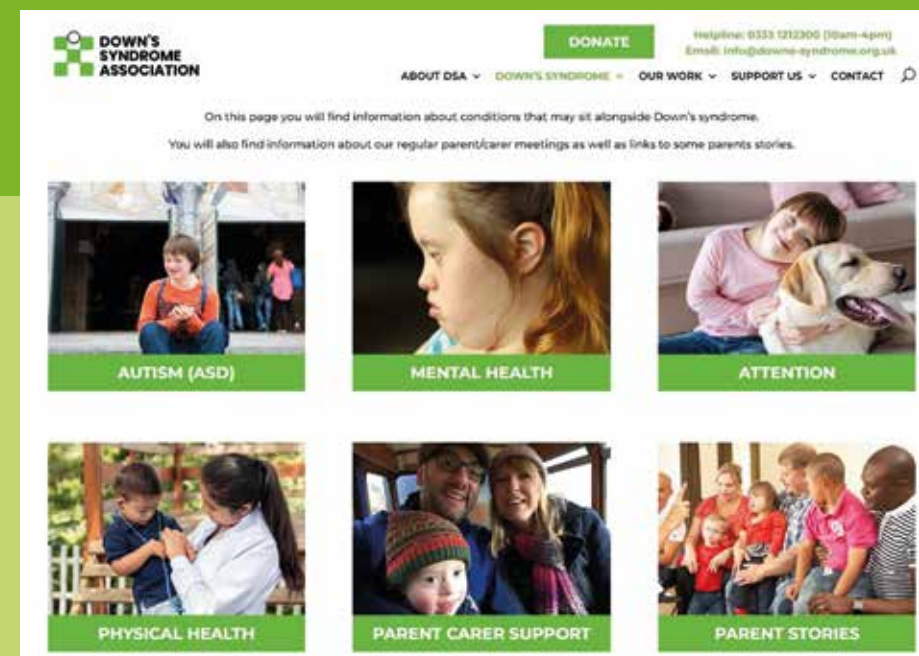 DOWN'S
SYNDROME
ASSOCIATION
DONATE
Helpline: 0333 1212300 (10am-4pm)
Email: info@downs-syndrome.org.uk
ABOUT DSA DOWN'S SYNDROME OUR WORK SUPPORT US CONTACT
On this page you will find information about conditions that may sit alongside Down's syndrome.
You will also find information about our regular parent/carer meetings as well as links to some parents stories.
AUTISM (ASD)
MENTAL HEALTH
ATTENTION
PHYSICAL HEALTH
PARENT CARER SUPPORT
PARENT STORIES